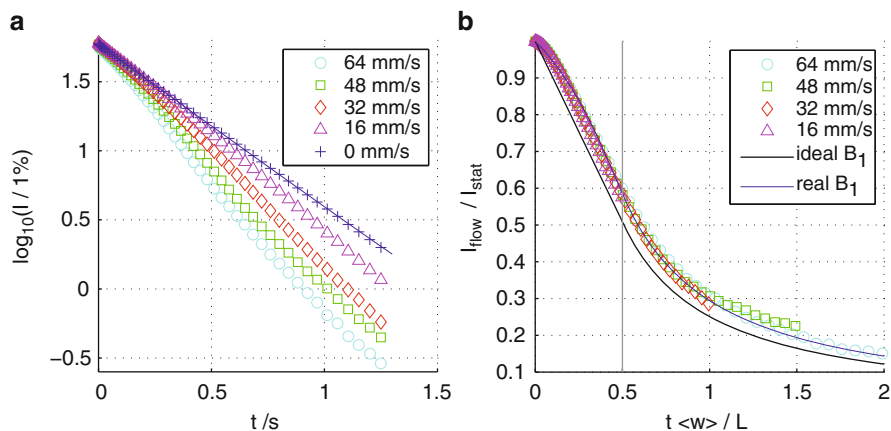 a
log10(I / 1%)
1.5
1
0.5
0
−0.5
0
0.5
1
1.5
t /s
64 mm/s
48 mm/s
32 mm/s
16 mm/s
0 mm/s
b
Iflow / Istat
0.9
0.8
0.7
0.6
0.5
0.4
0.3
0.2
0.1
0
0.5
1
1.5
2
t <w> / L
64 mm/s
48 mm/s
32 mm/s
16 mm/s
ideal B1
real B1